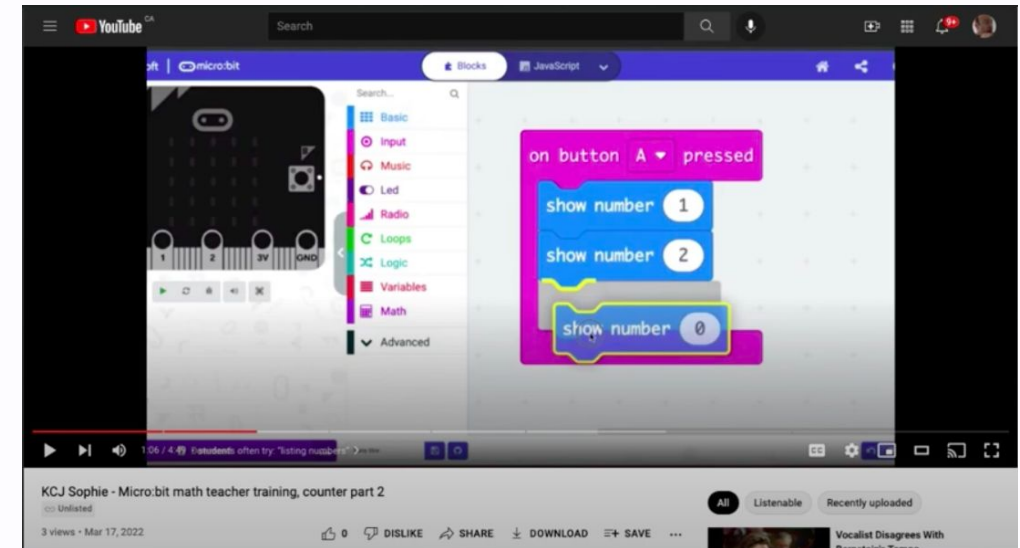 YouTube CA
Search
9+
oft | micro:bit
Blocks
JavaScript
Search...
Basic
Input
Music
Led
Radio
Loops
Logic
Variables
Math
Advanced
1 2 3V GND
on button A pressed
show number 1
show number 2
show number 0
1:06 / 4:
students often try: "listing numbers"
CC
KCJ Sophie - Micro:bit math teacher training, counter part 2
Unlisted
3 views • Mar 17, 2022
0 DISLIKE SHARE DOWNLOAD SAVE ...
All Listenable Recently uploaded
Vocalist Disagrees With